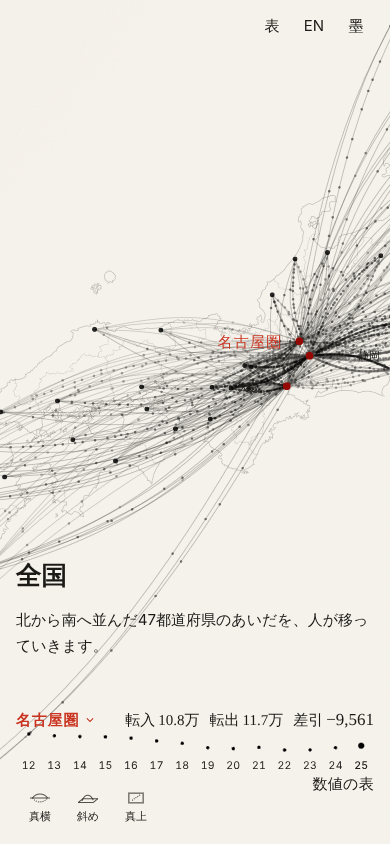 表 EN 墨
名古屋圏
全国
北から南へ並んだ47都道府県のあいだを、人が移っ
ていきます。
名古屋圏 転入 10.8万 転出 11.7万 差引 −9,561
12 13 14 15 16 17 18 19 20 21 22 23 24 25
数値の表
真横 斜め 真上